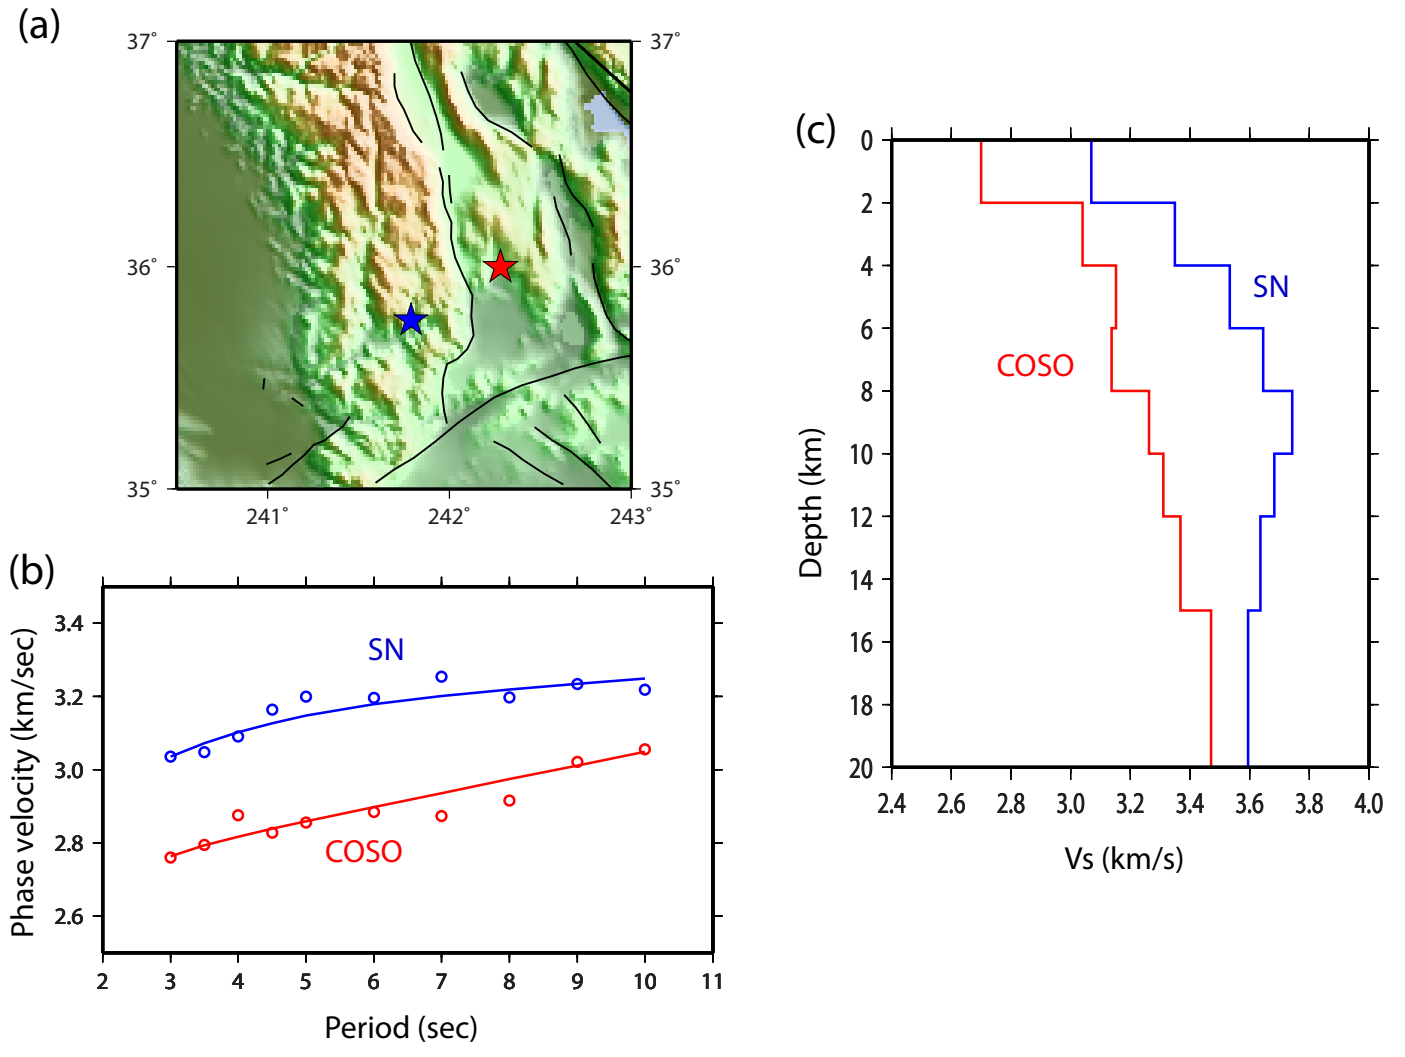 (a)
37° 37°
36° 36°
35° 35°
241° 242° 243°
(b)
3.4
3.2
3.0
2.8
2.6
Phase velocity (km/sec)
SN
COSO
2 3 4 5 6 7 8 9 10 11
Period (sec)
(c)
0
2
4
6
8
10
12
14
16
18
20
Depth (km)
SN
COSO
2.4 2.6 2.8 3.0 3.2 3.4 3.6 3.8 4.0
Vs (km/s)